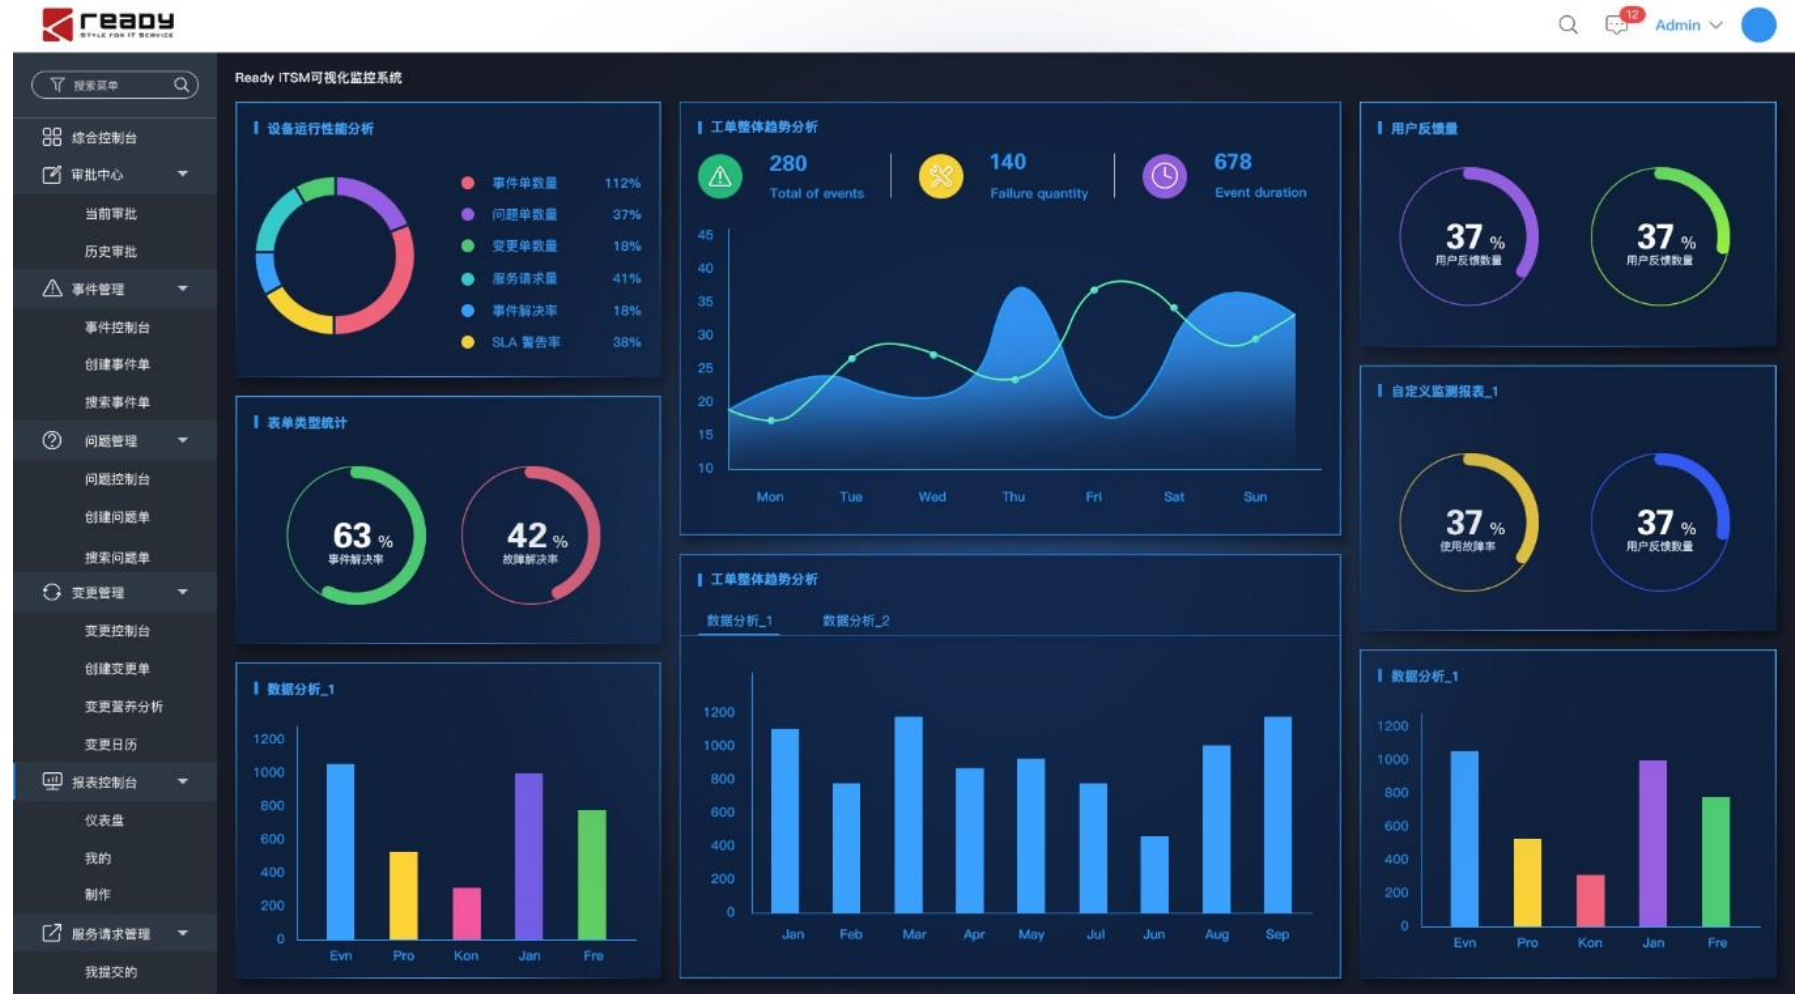 ready
STYLE FOR IT SERVICE
12
Admin
搜索菜单
综合控制台
审批中心
当前审批
历史审批
事件管理
事件控制台
创建事件单
搜索事件单
问题管理
问题控制台
创建问题单
搜索问题单
变更管理
变更控制台
创建变更单
变更营养分析
变更日历
报表控制台
仪表盘
我的
制作
服务请求管理
我提交的
Ready ITSM可视化监控系统
设备运行性能分析
事件单数量 112%
问题单数量 37%
变更单数量 18%
服务请求量 41%
事件解决率 18%
SLA 警告率 38%
表单类型统计
63 %
事件解决率
42 %
故障解决率
数据分析_1
1200
1000
800
600
400
200
0
Evn Pro Kon Jan Fre
工单整体趋势分析
280
Total of events
140
Failure quantity
678
Event duration
45
40
35
30
25
20
15
10
Mon Tue Wed Thu Fri Sat Sun
工单整体趋势分析
数据分析_1 数据分析_2
1200
1000
800
600
400
200
0
Jan Feb Mar Apr May Jul Jun Aug Sep
用户反馈量
37 %
用户反馈数量
37 %
用户反馈数量
自定义监测报表_1
37 %
使用故障率
37 %
用户反馈数量
数据分析_1
1200
1000
800
600
400
200
0
Evn Pro Kon Jan Fre